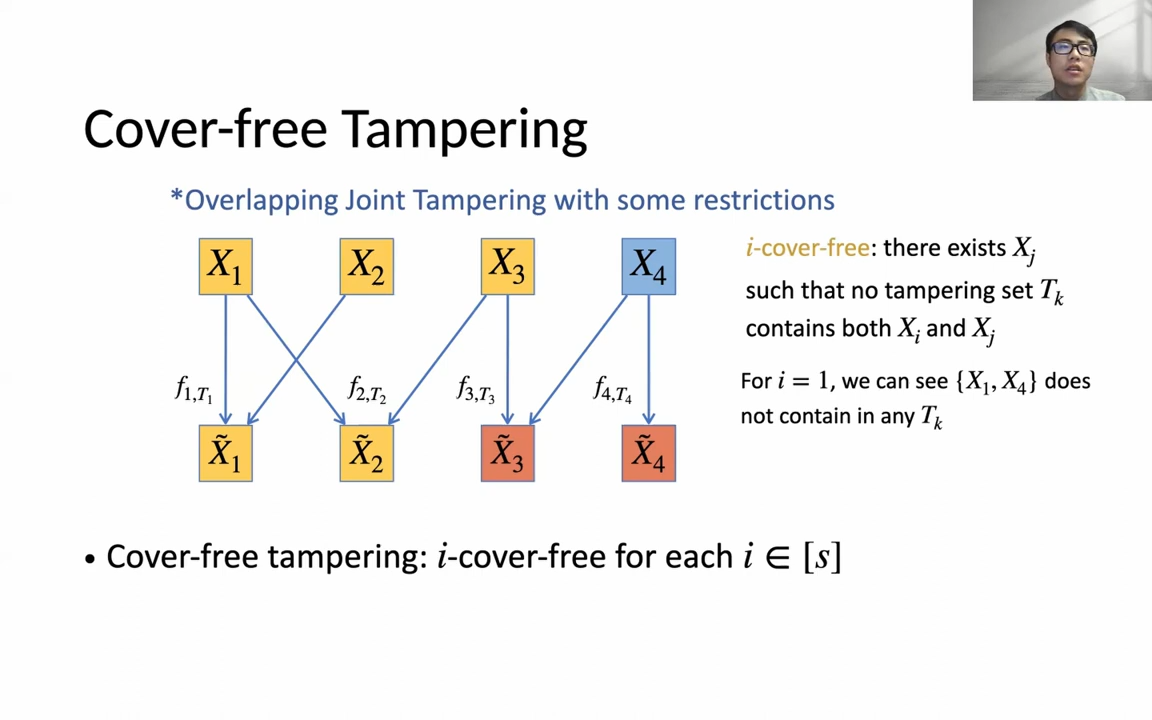 Cover-free Tampering
*Overlapping Joint Tampering with some restrictions
X₁ X₂ X₃ X₄
i-cover-free: there exists Xⱼ
such that no tampering set Tₖ
contains both Xᵢ and Xⱼ
For i = 1, we can see {X₁, X₄} does
not contain in any Tₖ
f₁,T₁ f₂,T₂ f₃,T₃ f₄,T₄
X̃₁ X̃₂ X̃₃ X̃₄
• Cover-free tampering: i-cover-free for each i ∈ [s]